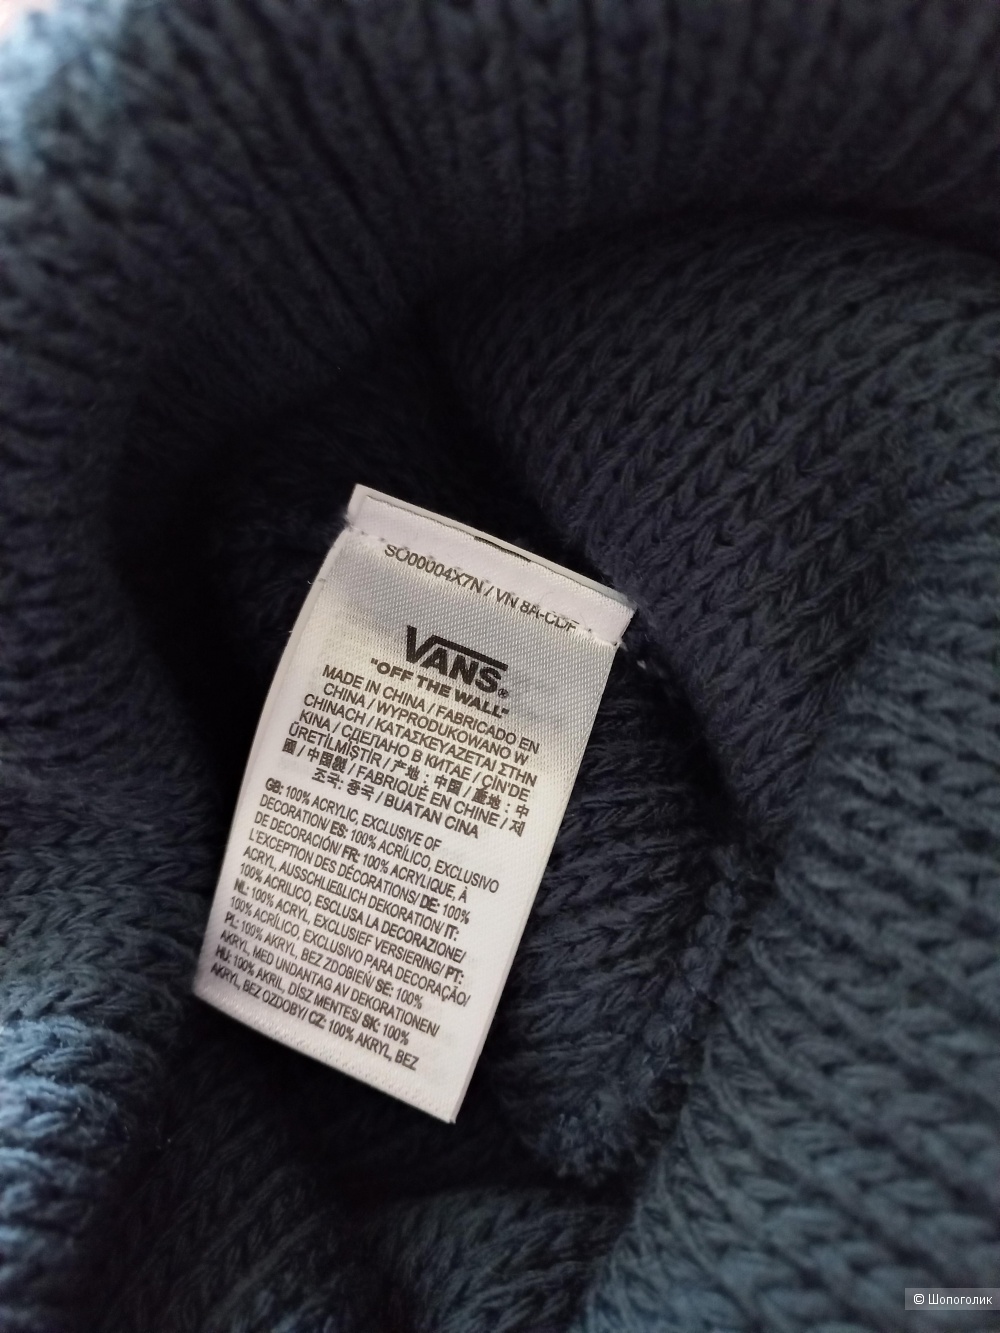 SO00004X7N / VN 8A-CDF
VANS®
"OFF THE WALL"
MADE IN CHINA / FABRICADO EN
CHINA / WYPRODUKOWANO W
CHINACH / ΚΑΤΑΣΚΕΥΑΖΕΤΑΙ ΣΤΗΝ
ΚΙΝΑ / СДЕЛАНО В КИТАЕ / ÇİN'DE
ÜRETİLMİŞTİR / 产地 : 中国 / 產地 : 中
國 / 中国製 / FABRIQUÉ EN CHINE / 제
조국: 중국 / BUATAN CINA
GB: 100% ACRYLIC, EXCLUSIVE OF
DECORATION/ ES: 100% ACRÍLICO, EXCLUSIVO
DE DECORACIÓN/ FR: 100% ACRYLIQUE, À
L'EXCEPTION DES DÉCORATIONS/ DE: 100%
ACRYL, AUSSCHLIEßLICH DEKORATION/ IT:
100% ACRILICO, ESCLUSA LA DECORAZIONE/
NL: 100% ACRYL, EXCLUSIEF VERSIERING/ PT:
100% ACRÍLICO, EXCLUSIVO PARA DECORAÇÃO/
PL: 100% AKRYL, BEZ ZDOBIEŃ/ SE: 100%
AKRYL, MED UNDANTAG AV DEKORATIONEN/
HU: 100% AKRIL, DÍSZ MENTES/ SK: 100%
AKRYL, BEZ OZDOBY/ CZ: 100% AKRYL, BEZ
© Шопоголик